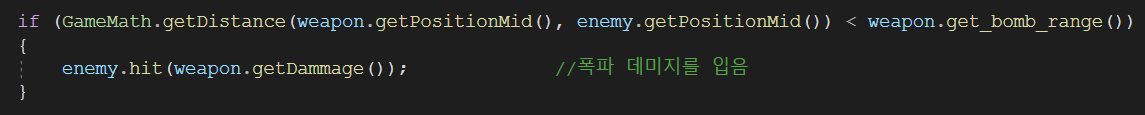 if (GameMath.getDistance(weapon.getPositionMid(), enemy.getPositionMid()) < weapon.get_bomb_range())
{
enemy.hit(weapon.getDammage()); //폭파 데미지를 입음
}